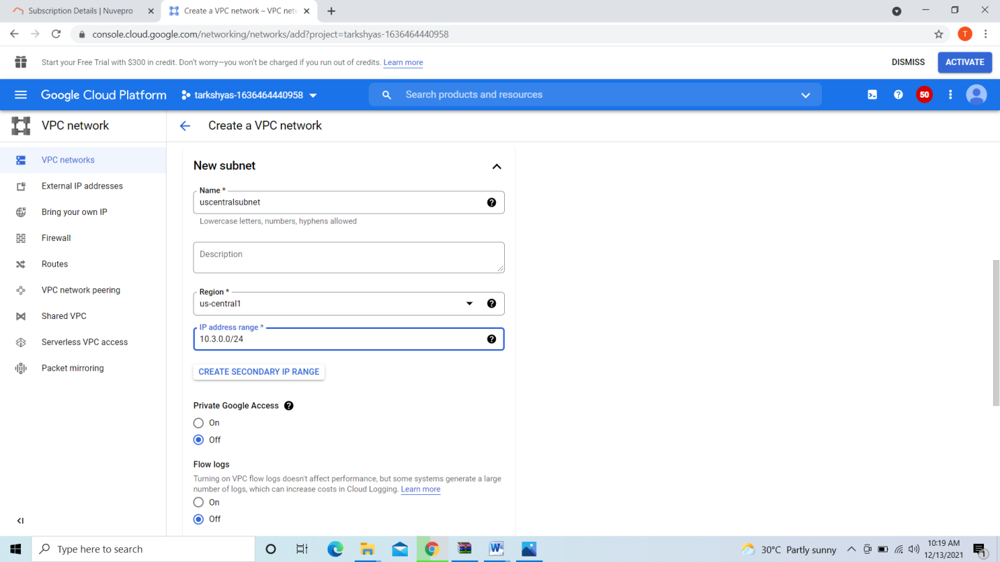 Subscription Details | Nuvepro
Create a VPC network – VPC netw
console.cloud.google.com/networking/networks/add?project=tarkshyas-1636464440958
T
Start your Free Trial with $300 in credit. Don't worry—you won't be charged if you run out of credits. Learn more
DISMISS
ACTIVATE
Google Cloud Platform
tarkshyas-1636464440958
Search products and resources
50
VPC network
Create a VPC network
VPC networks
External IP addresses
Bring your own IP
Firewall
Routes
VPC network peering
Shared VPC
Serverless VPC access
Packet mirroring
New subnet
Name *
uscentralsubnet
Lowercase letters, numbers, hyphens allowed
Description
Region *
us-central1
IP address range *
10.3.0.0/24
CREATE SECONDARY IP RANGE
Private Google Access
On
Off
Flow logs
Turning on VPC flow logs doesn't affect performance, but some systems generate a large
number of logs, which can increase costs in Cloud Logging. Learn more
On
Off
Type here to search
30°C Partly sunny
10:19 AM
12/13/2021
1